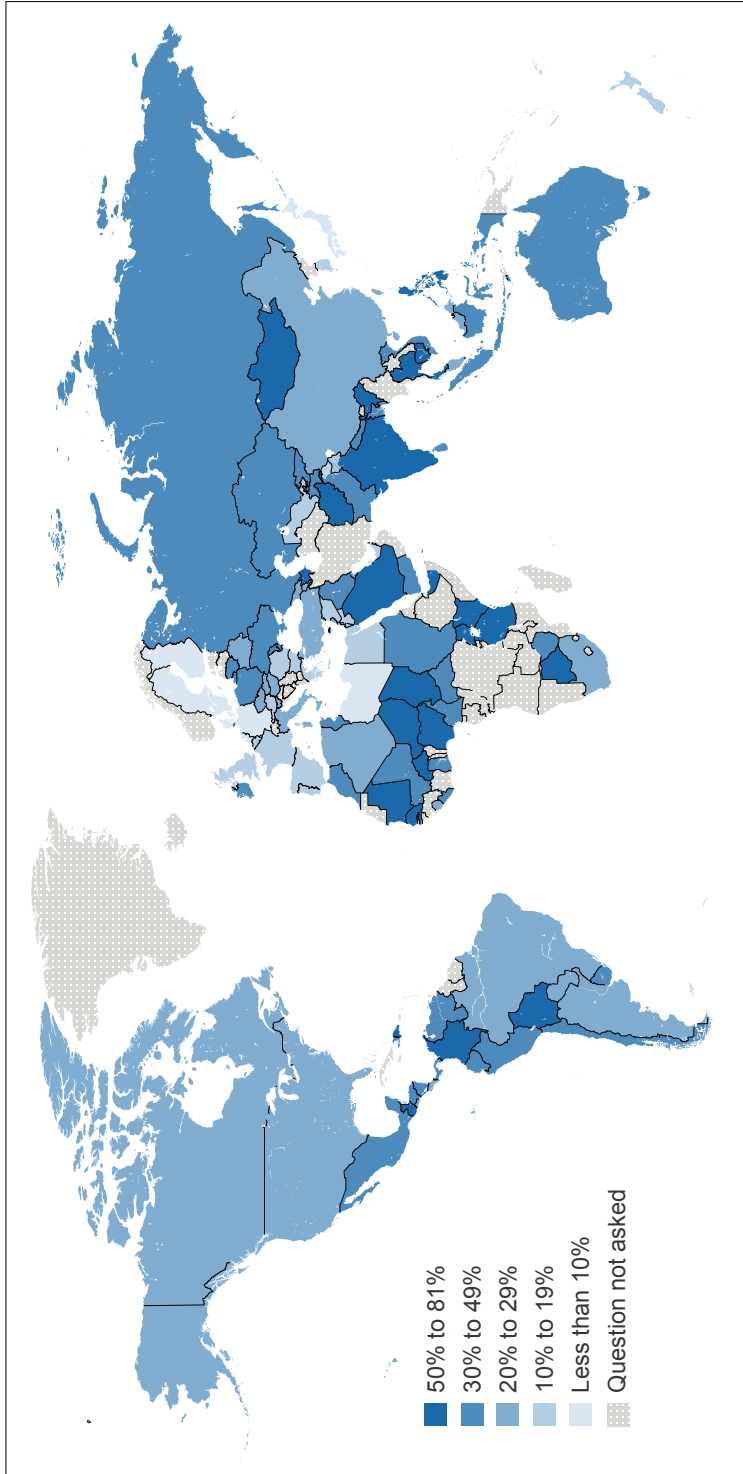 50% to 81%
30% to 49%
20% to 29%
10% to 19%
Less than 10%
Question not asked